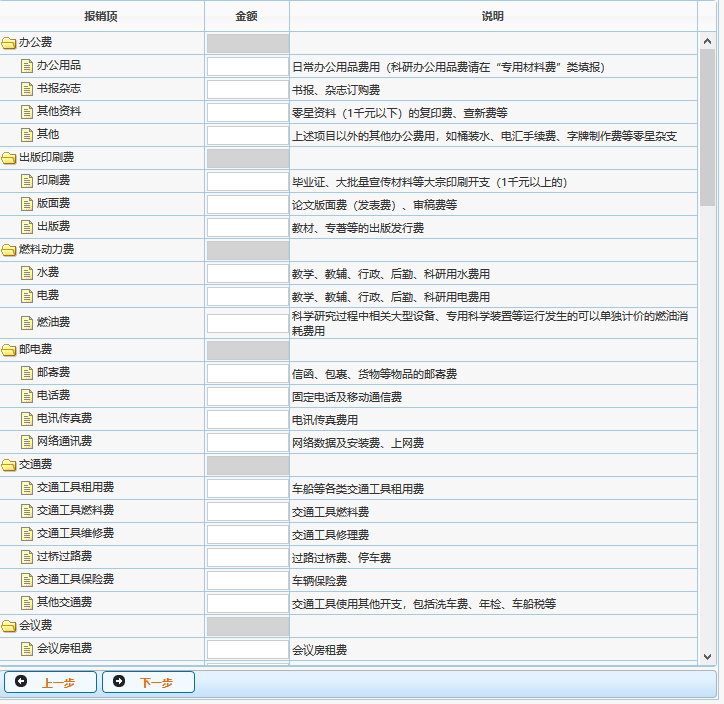 报销项 金额 说明
办公费
办公用品 日常办公用品费用（科研办公用品费请在“专用材料费”类填报）
书报杂志 书报、杂志订购费
其他资料 零星资料（1千元以下）的复印费、查新费等
其他 上述项目以外的其他办公费用，如桶装水、电汇手续费、字牌制作费等零星杂支
出版印刷费
印刷费 毕业证、大批量宣传材料等大宗印刷开支（1千元以上的）
版面费 论文版面费（发表费）、审稿费等
出版费 教材、专著等的出版发行费
燃料动力费
水费 教学、教辅、行政、后勤、科研用水费用
电费 教学、教辅、行政、后勤、科研用电费用
燃油费 科学研究过程中相关大型设备、专用科学装置等运行发生的可以单独计价的燃油消
耗费用
邮电费
邮寄费 信函、包裹、货物等物品的邮寄费
电话费 固定电话及移动通信费
电讯传真费 电讯传真费用
网络通讯费 网络数据及安装费、上网费
交通费
交通工具租用费 车船等各类交通工具租用费
交通工具燃料费 交通工具燃料费
交通工具维修费 交通工具修理费
过桥过路费 过路过桥费、停车费
交通工具保险费 车辆保险费
其他交通费 交通工具使用其他开支，包括洗车费、年检、车船税等
会议费
会议房租费 会议房租费
上一步 下一步